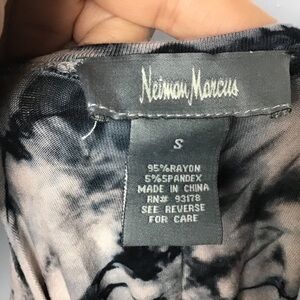 Neiman Marcus
S
95%RAYON
5%SPANDEX
MADE IN CHINA
RN# 93178
SEE REVERSE
FOR CARE